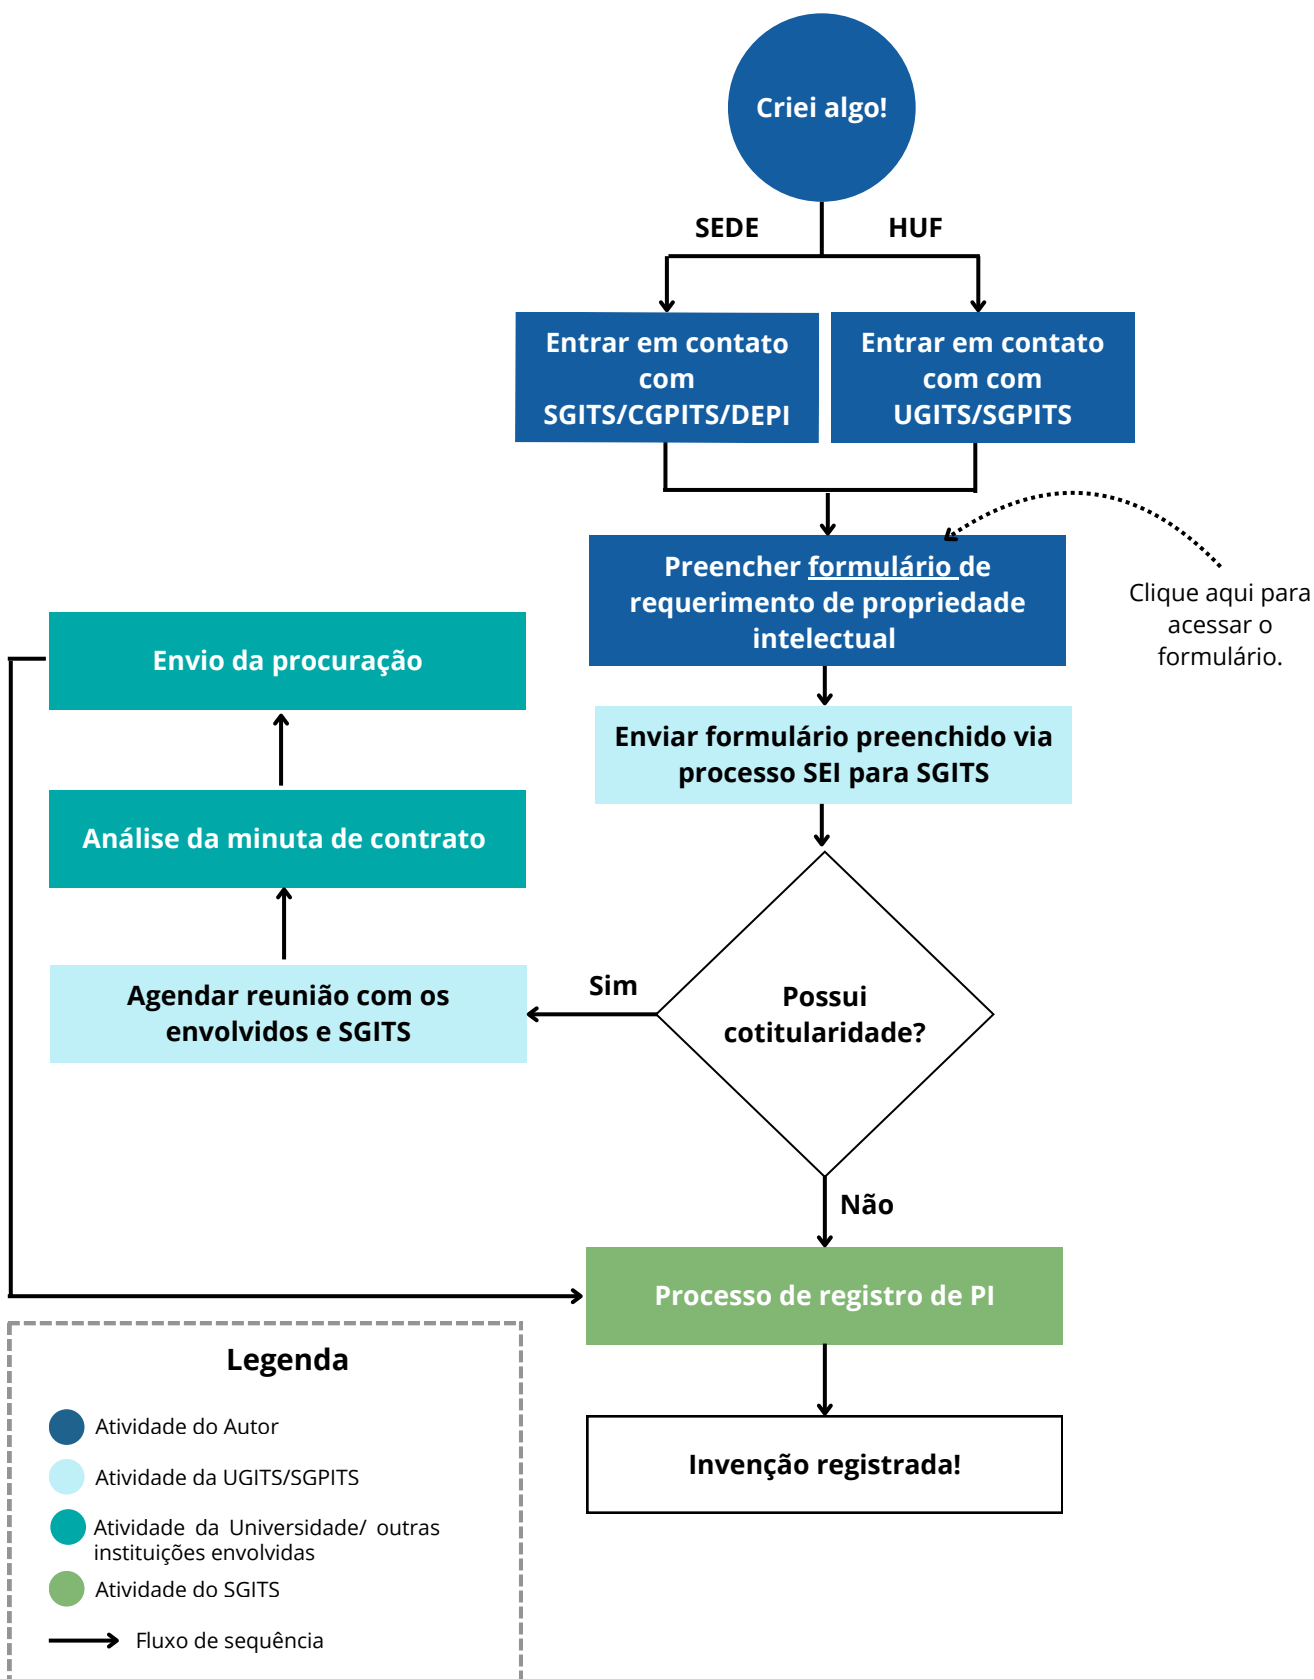 Criei algo!
SEDE
HUF
Entrar em contato
com
SGITS/CGPITS/DEPI
Entrar em contato
com com
UGITS/SGPITS
Preencher formulário de
requerimento de propriedade
intelectual
Clique aqui para
acessar o
formulário.
Enviar formulário preenchido via
processo SEI para SGITS
Envio da procuração
Análise da minuta de contrato
Agendar reunião com os
envolvidos e SGITS
Sim
Possui
cotitularidade?
Não
Processo de registro de PI
Invenção registrada!
Legenda
Atividade do Autor
Atividade da UGITS/SGPITS
Atividade da Universidade/ outras
instituições envolvidas
Atividade do SGITS
Fluxo de sequência